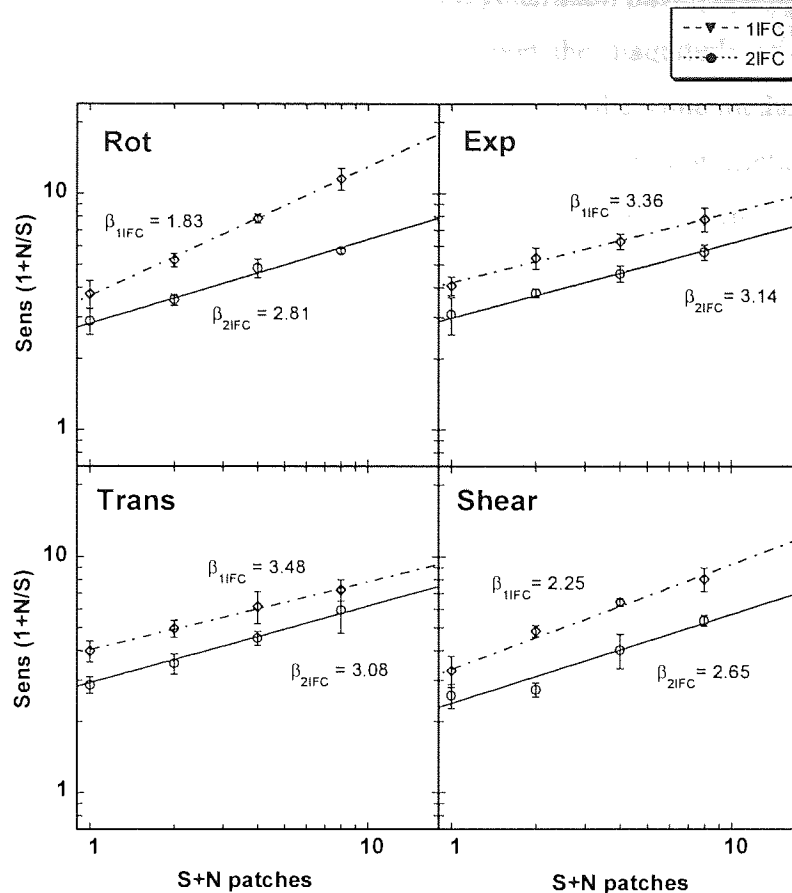 1IFC
2IFC
Rot
Exp
10
β1IFC = 1.83
β1IFC = 3.36
β2IFC = 2.81
β2IFC = 3.14
Sens (1+N/S)
1
Trans
Shear
10
β1IFC = 3.48
β1IFC = 2.25
β2IFC = 3.08
β2IFC = 2.65
Sens (1+N/S)
1
1 10 1 10
S+N patches S+N patches